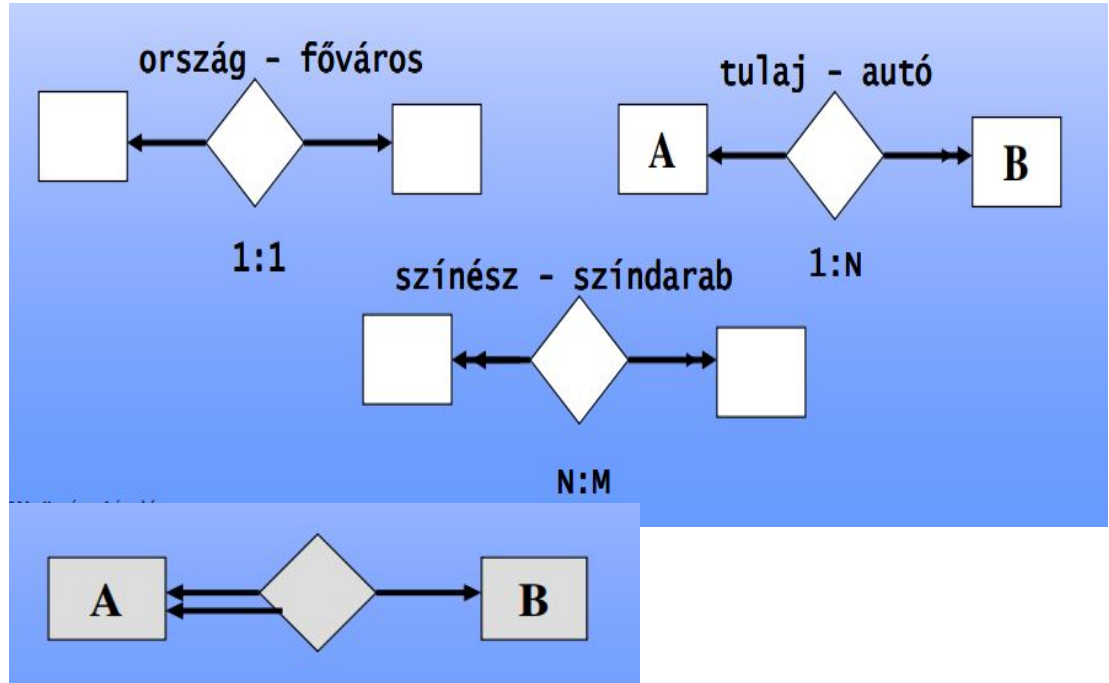 ország - főváros
1:1
tulaj - autó
A
B
1:N
színész - színdarab
N:M
A
B